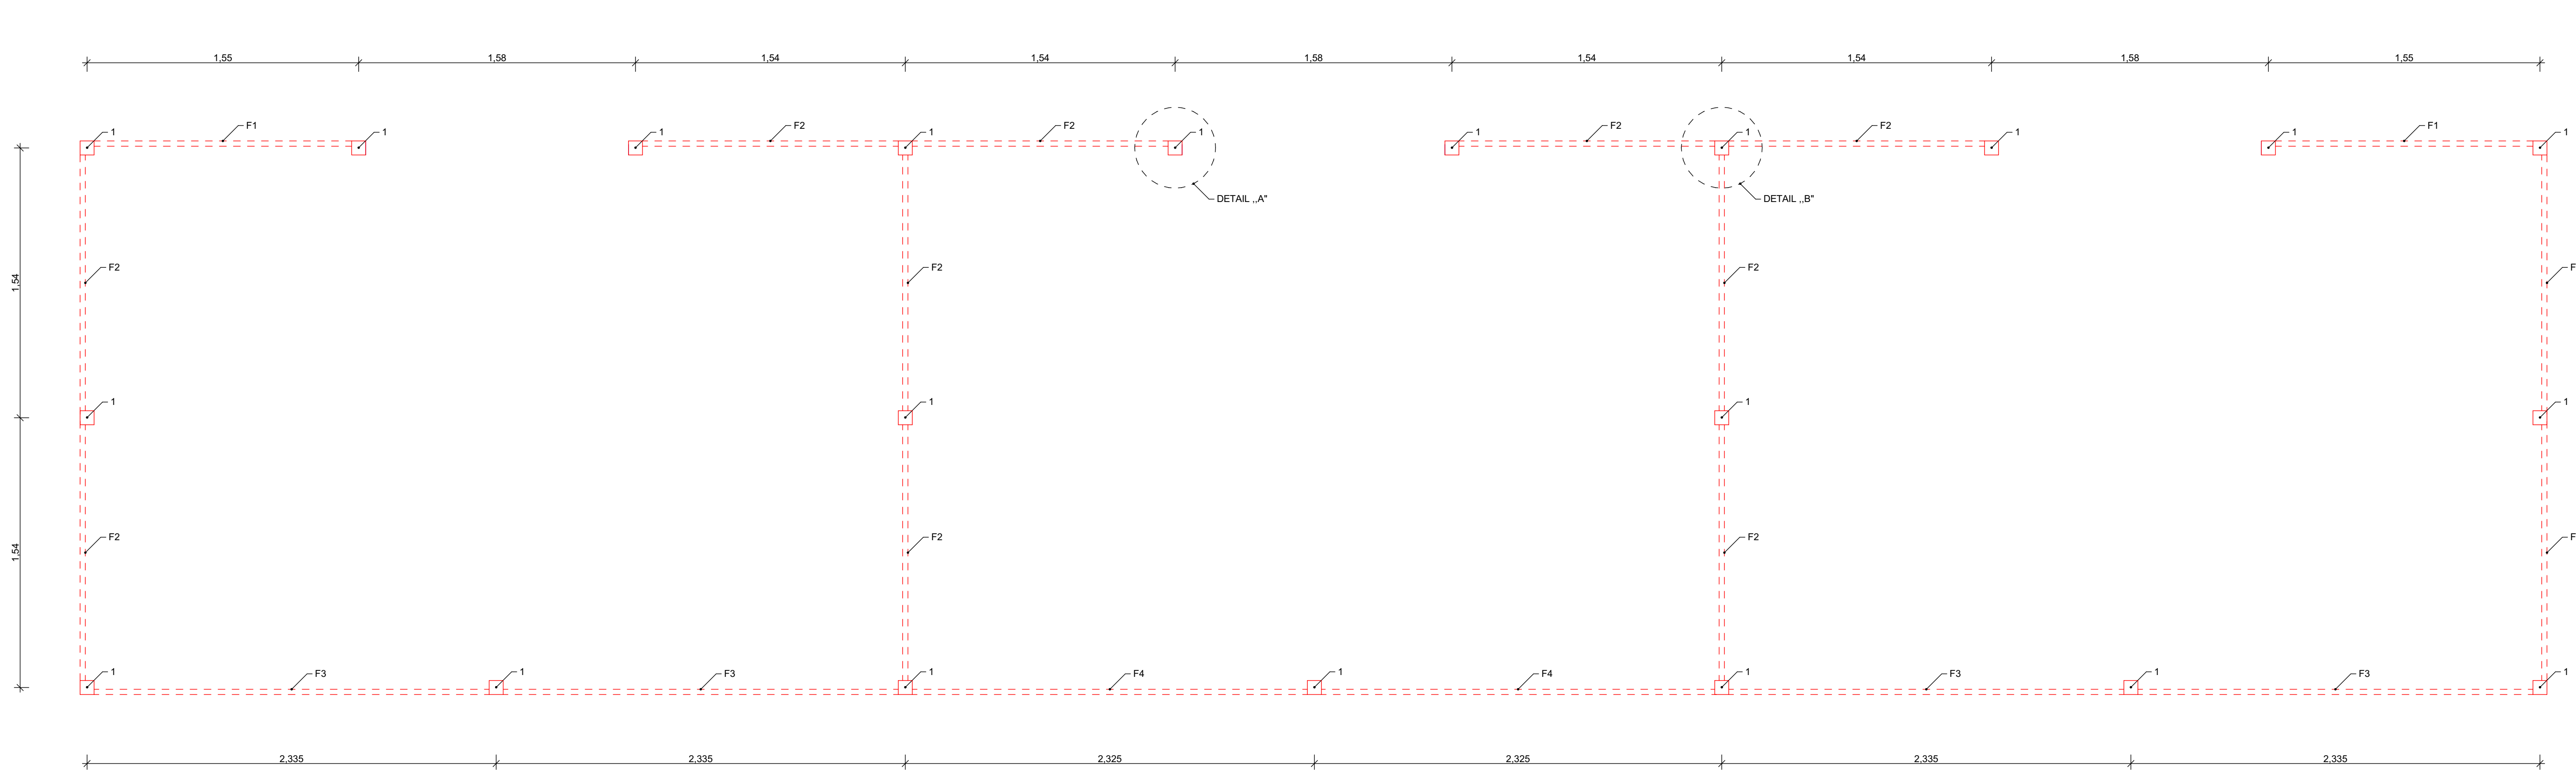 1,55 1,58 1,54 1,54 1,58 1,54 1,54 1,58 1,55
F1 F2 F2 F2 F2 F1
1 1 1 1 1 1 1 1 1 1
DETAIL ,,A" DETAIL ,,B"
1,54 F2 F2 F2 F
1 1 1 1
1,54 F2 F2 F2 F
1 1 1 1 1 1 1
F3 F3 F4 F4 F3 F3
2,335 2,335 2,325 2,325 2,335 2,335